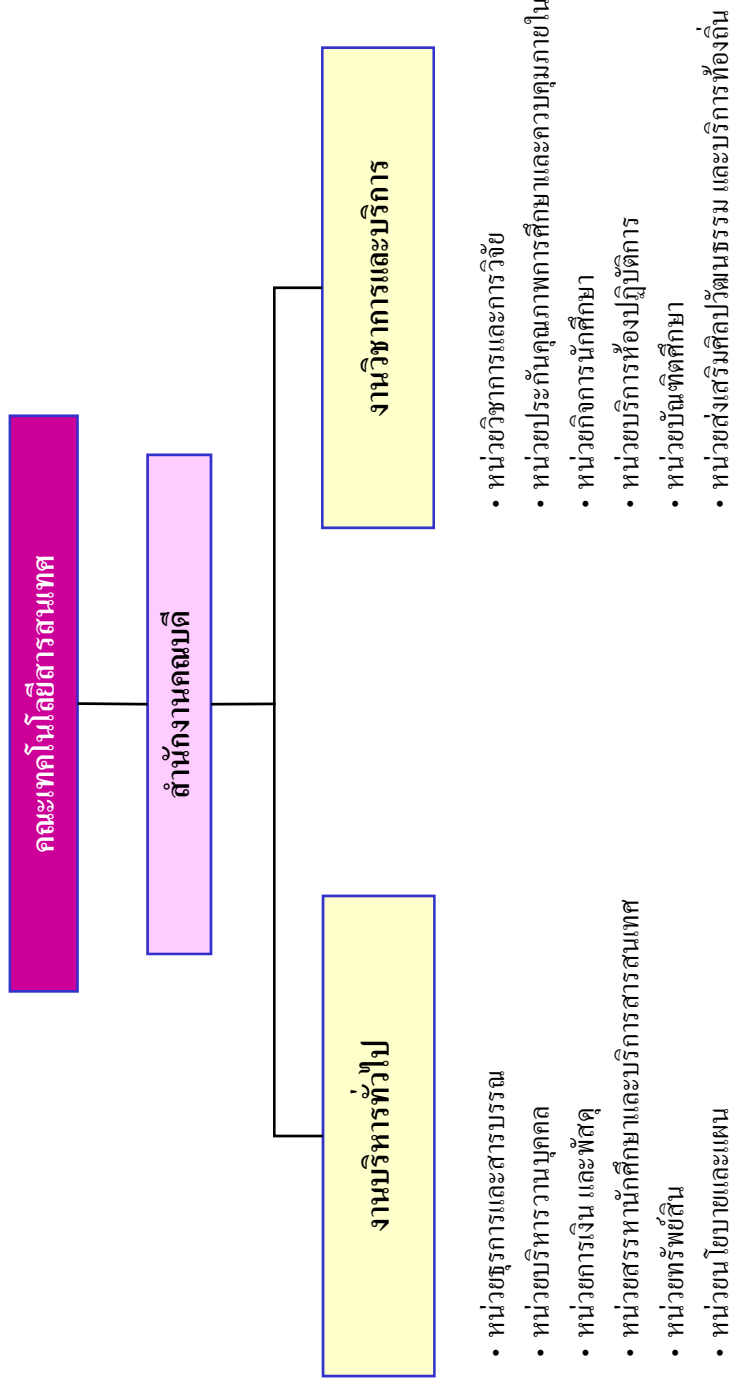 คณะเทคโนโลยีสารสนเทศ
สำนักงานคณบดี
งานบริหารทั่วไป
• หน่วยธุรการและสารบรรณ
• หน่วยบริหารวานบุคคล
• หน่วยการเงิน และพัสดุ
• หน่วยสรรหานักศึกษาและบริการสารสนเทศ
• หน่วยทรัพย์สิน
• หน่วยนโยบายและแผน
งานวิชาการและบริการ
• หน่วยวิชาการและการวิจัย
• หน่วยประกันคุณภาพการศึกษาและควบคุมภายใน
• หน่วยกิจการนักศึกษา
• หน่วยบริการห้องปฏิบัติการ
• หน่วยบัณฑิตศึกษา
• หน่วยส่งเสริมศิลปวัฒนธรรม และบริการท้องถิ่น